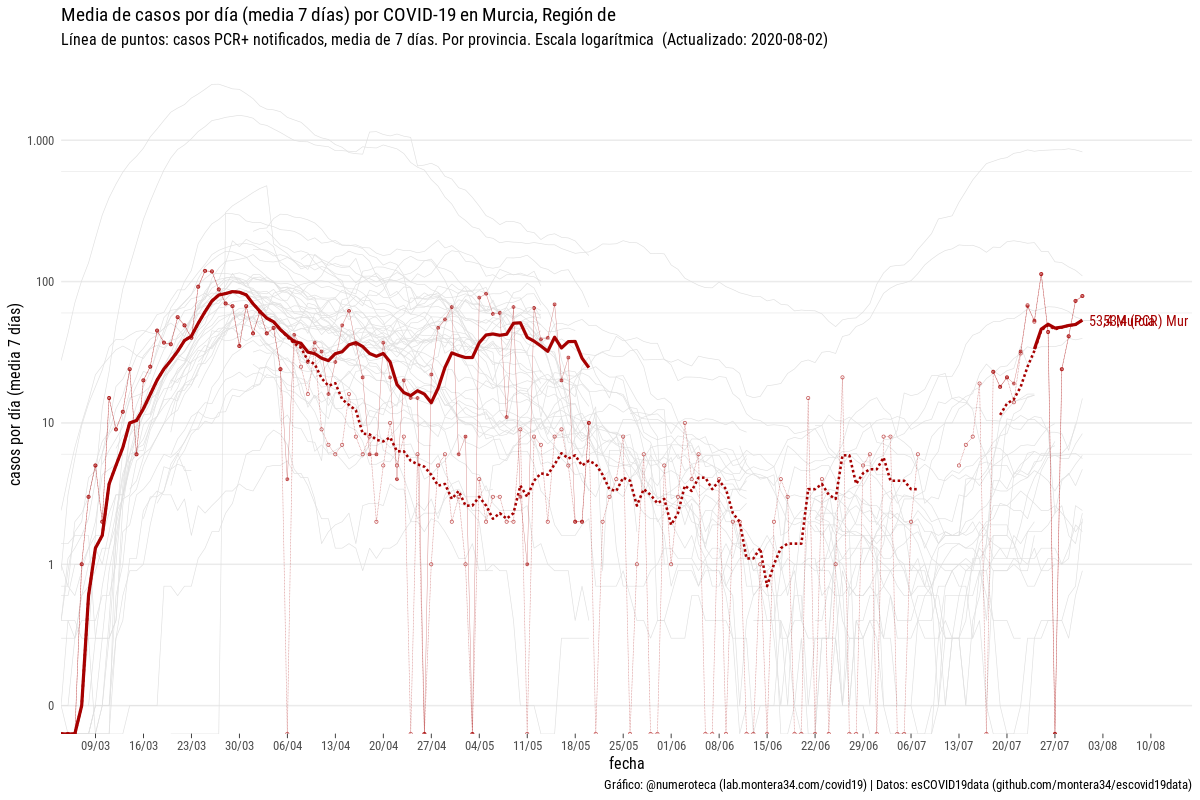 Media de casos por día (media 7 días) por COVID-19 en Murcia, Región de
Línea de puntos: casos PCR+ notificados, media de 7 días. Por provincia. Escala logarítmica (Actualizado: 2020-08-02)
casos por día (media 7 días)
1.000
100
10
1
0
Mur
09/03 16/03 23/03 30/03 06/04 13/04 20/04 27/04 04/05 11/05 18/05 25/05 01/06 08/06 15/06 22/06 29/06 06/07 13/07 20/07 27/07 03/08 10/08
fecha
Gráfico: @numeroteca (lab.montera34.com/covid19) | Datos: esCOVID19data (github.com/montera34/escovid19data)